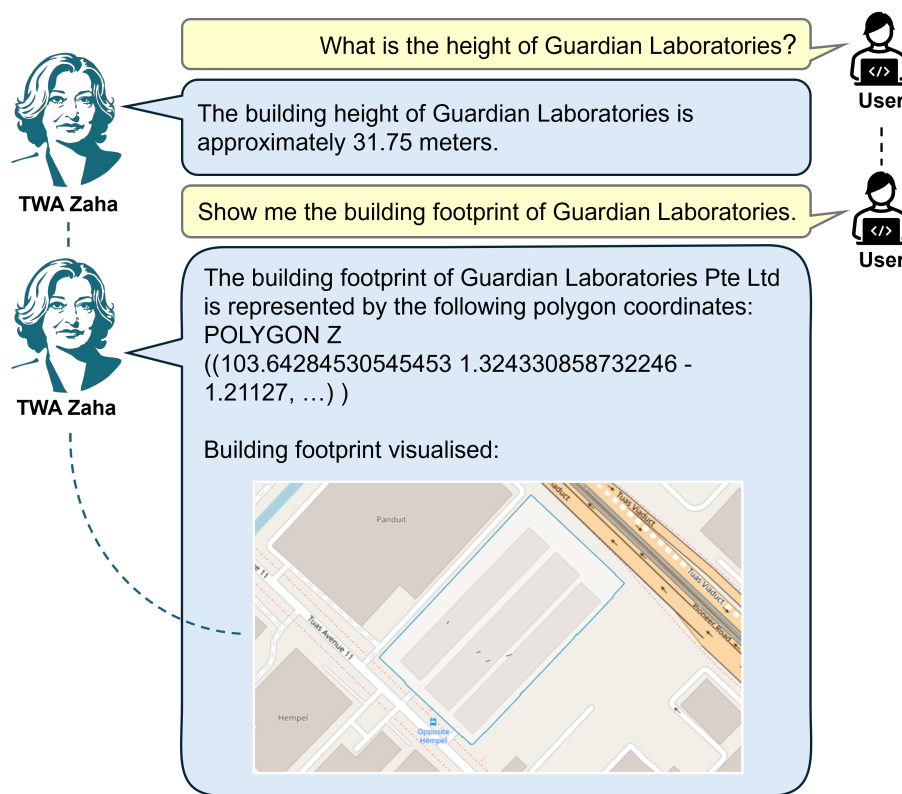 What is the height of Guardian Laboratories?
</>
User
The building height of Guardian Laboratories is
approximately 31.75 meters.
TWA Zaha
Show me the building footprint of Guardian Laboratories.
</>
User
The building footprint of Guardian Laboratories Pte Ltd
is represented by the following polygon coordinates:
POLYGON Z
((103.64284530545453 1.324330858732246 -
1.21127, …) )
TWA Zaha
Building footprint visualised:
Panduit
Tuas Viaduct
Tuas Viaduct
Pioneer Road
Tuas Avenue 11
Hempel
Opposite
Hempel